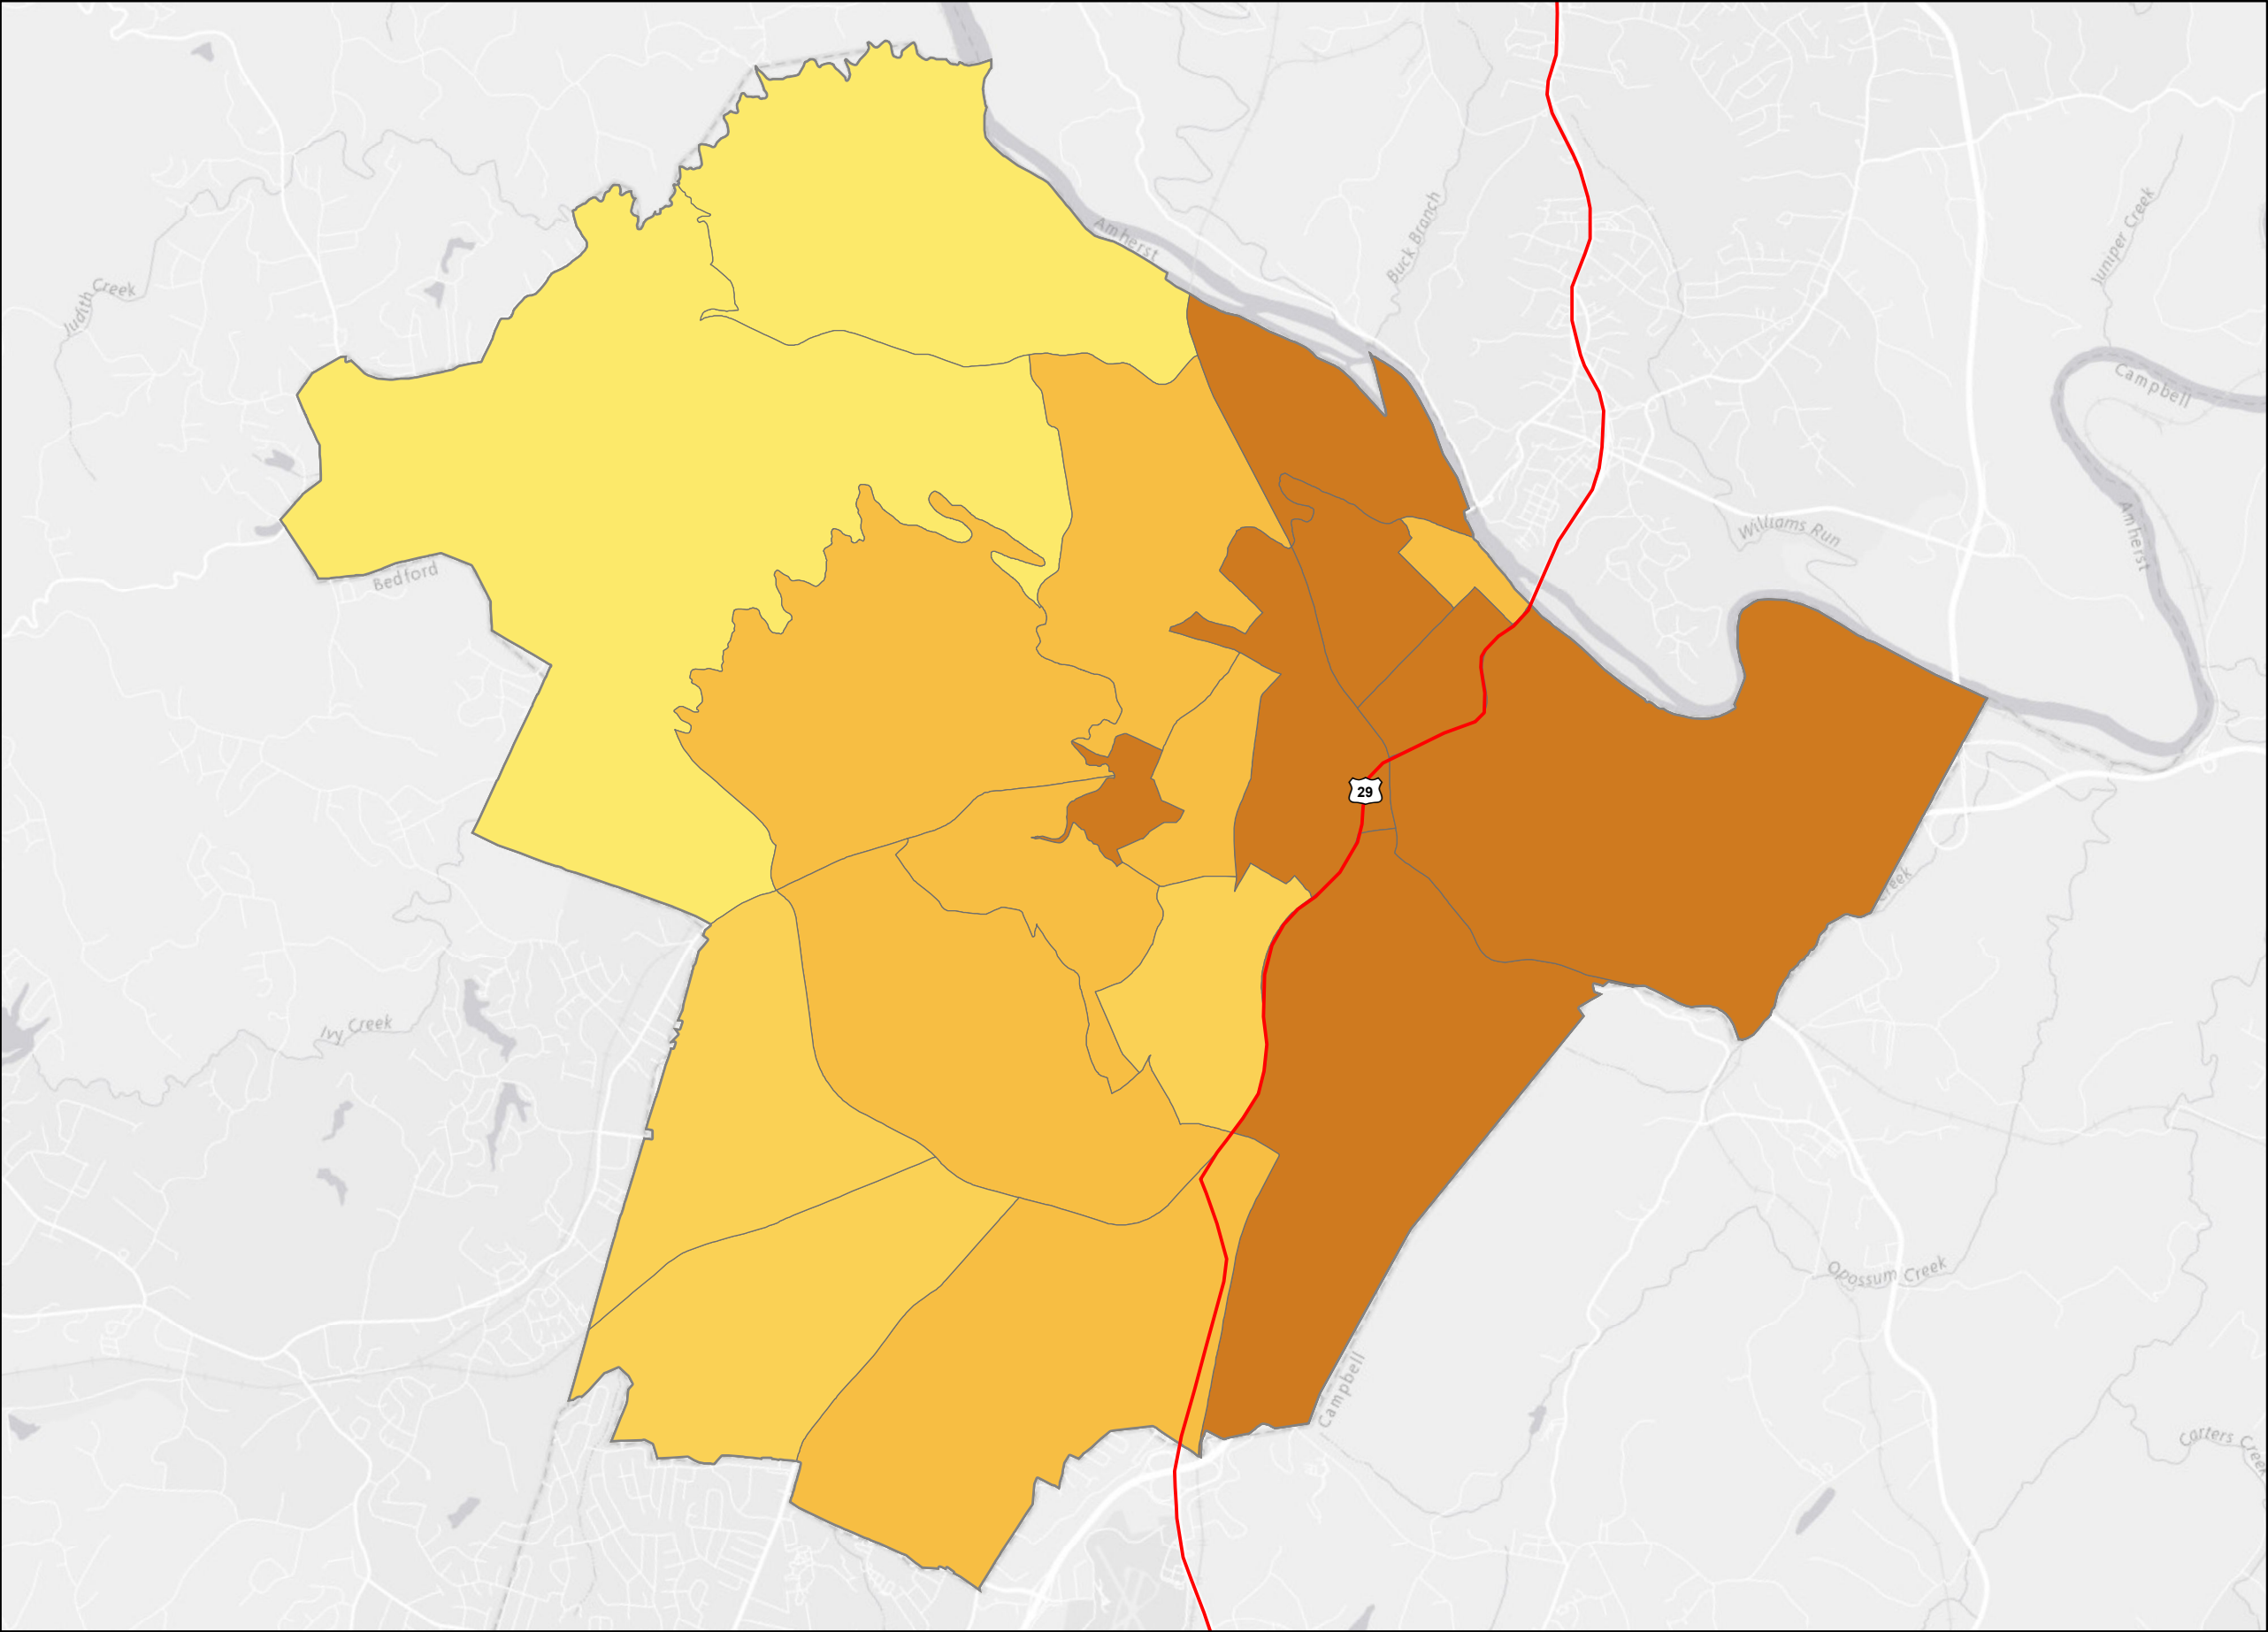 Amherst
Buck Branch
Juniper Creek
Judith Creek
Campbell
Williams Run
Amherst
Bedford
29
Creek
Ivy Creek
Opossum Creek
Campbell
Carters Creek